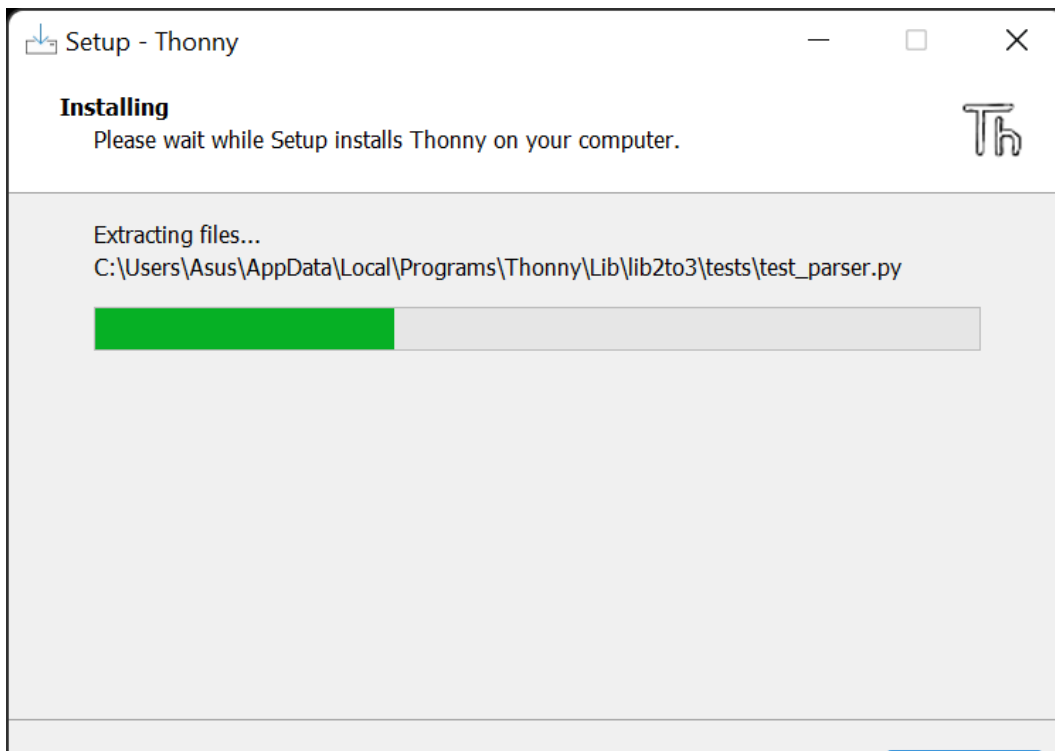 Setup - Thonny
Installing
Please wait while Setup installs Thonny on your computer.
Th
Extracting files...
C:\Users\Asus\AppData\Local\Programs\Thonny\Lib\lib2to3\tests\test_parser.py